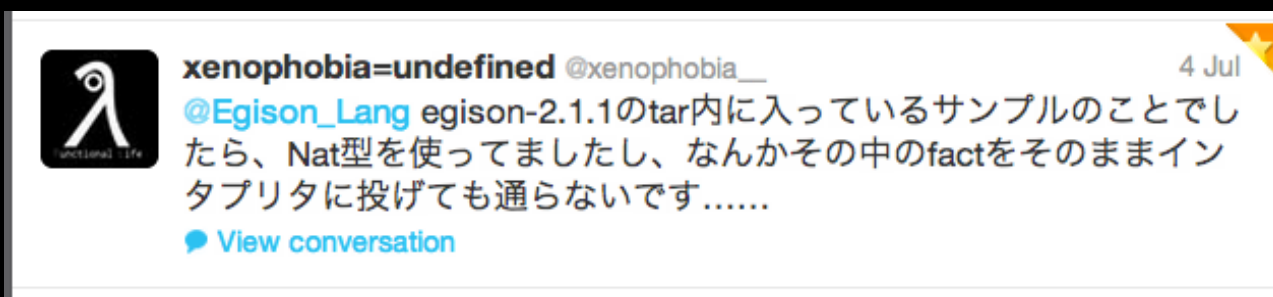 xenophobia=undefined @xenophobia__ 4 Jul
@Egison_Lang egison-2.1.1のtar内に入っているサンプルのことでし
たら、Nat型を使ってましたし、なんかその中のfactをそのままイン
タプリタに投げても通らないです......
View conversation